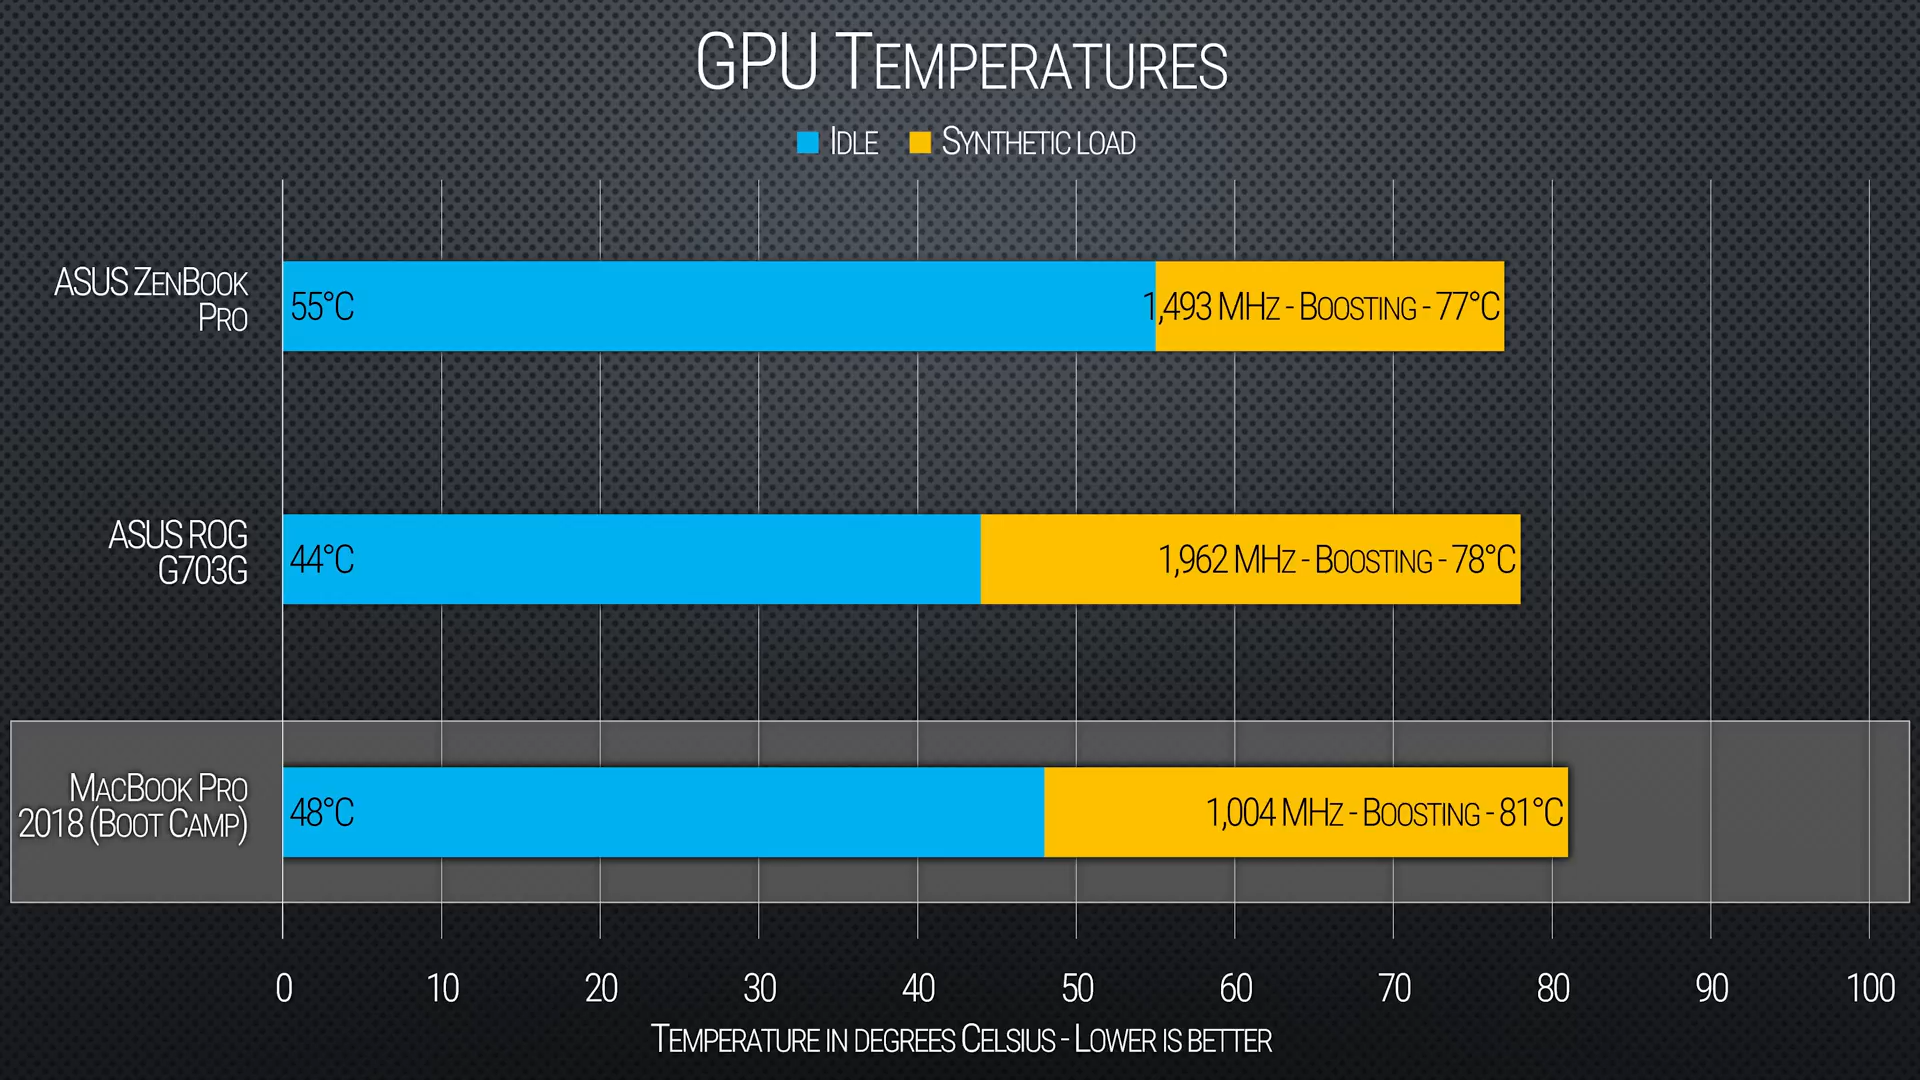 GPU TEMPERATURES
IDLE SYNTHETIC LOAD
ASUS ZENBOOK
PRO
55°C 1,493 MHZ - BOOSTING - 77°C
ASUS ROG
G703G
44°C 1,962 MHZ - BOOSTING - 78°C
MACBOOK PRO
2018 (BOOT CAMP)
48°C 1,004 MHZ - BOOSTING - 81°C
0 10 20 30 40 50 60 70 80 90 100
TEMPERATURE IN DEGREES CELSIUS - LOWER IS BETTER